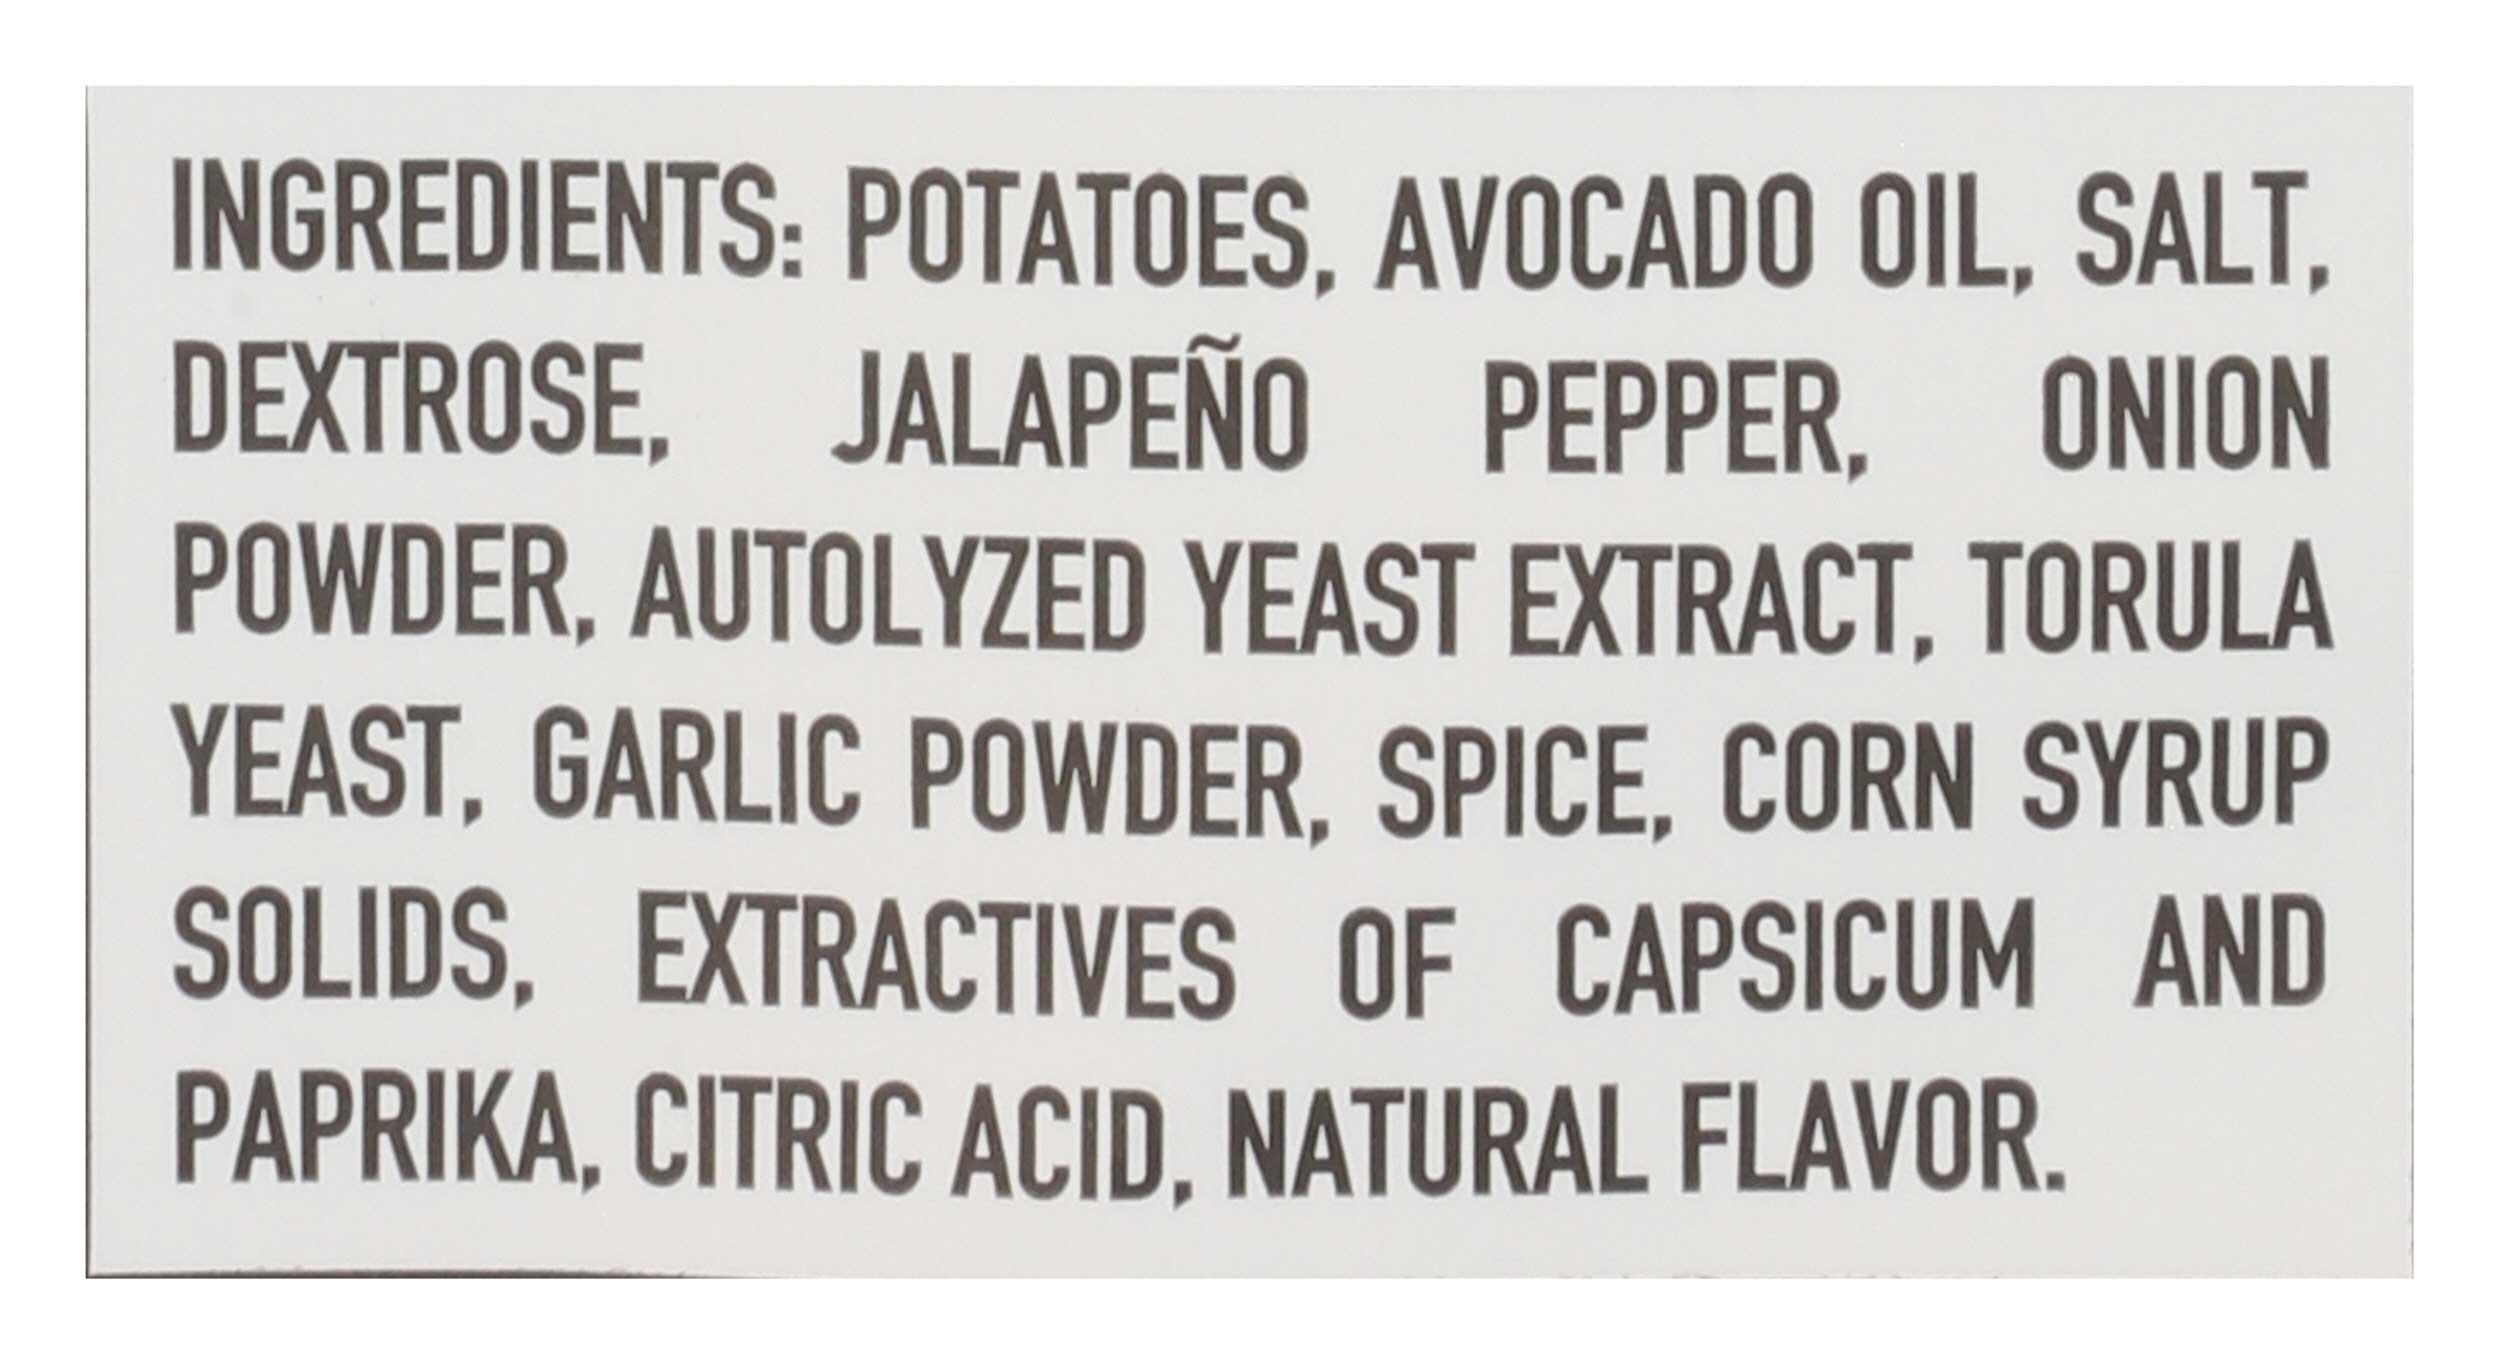 INGREDIENTS: POTATOES, AVOCADO OIL, SALT,
DEXTROSE, JALAPEÑO PEPPER, ONION
POWDER, AUTOLYZED YEAST EXTRACT, TORULA
YEAST, GARLIC POWDER, SPICE, CORN SYRUP
SOLIDS, EXTRACTIVES OF CAPSICUM AND
PAPRIKA, CITRIC ACID, NATURAL FLAVOR.